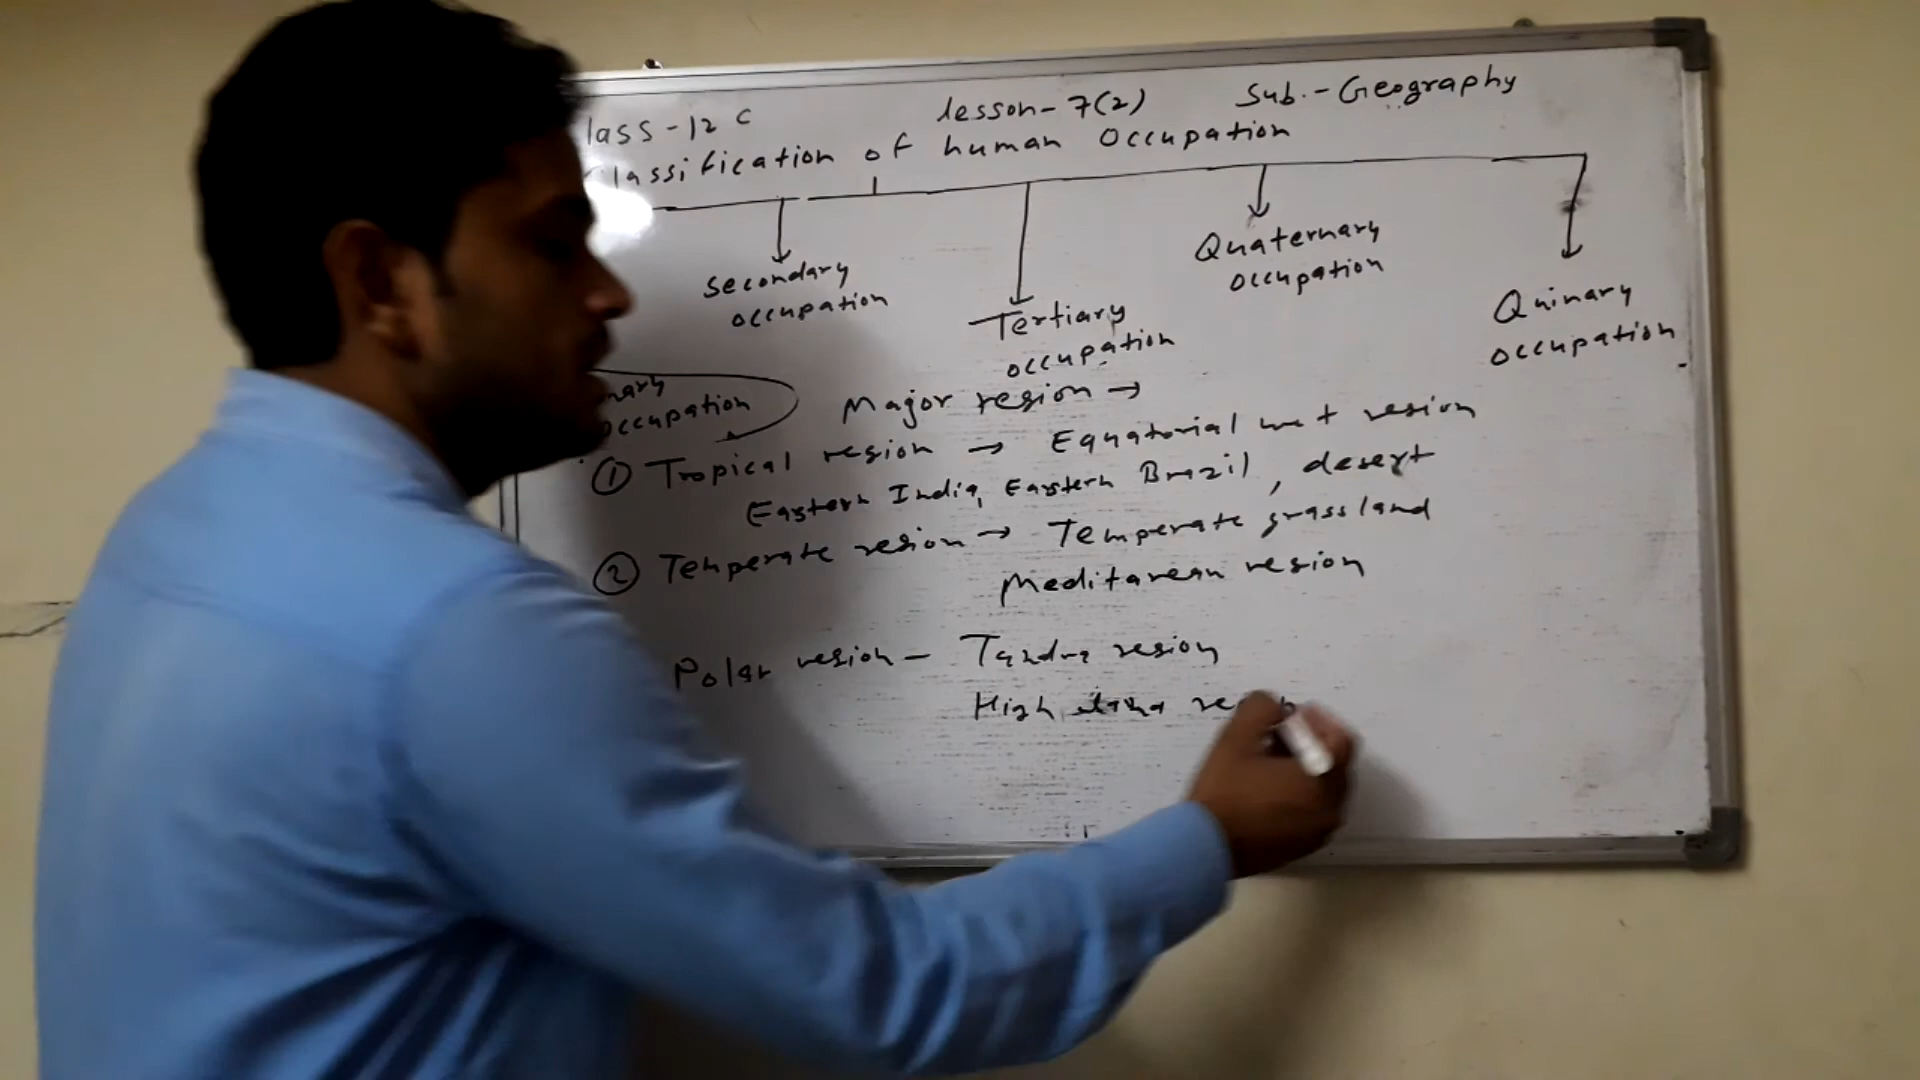 lass-12 C lesson-7(2) Sub.-Geography
lassification of human Occupation
Secondary
occupation
Tertiary
occupation
Quaternary
occupation
Quinary
occupation
nary
occupation
Major region →
① Tropical region → Equatorial wet region
Eastern India, Eastern Brazil, desert
② Temperate region → Temperate grassland
Meditarean region
Polar region - Tundra region
High